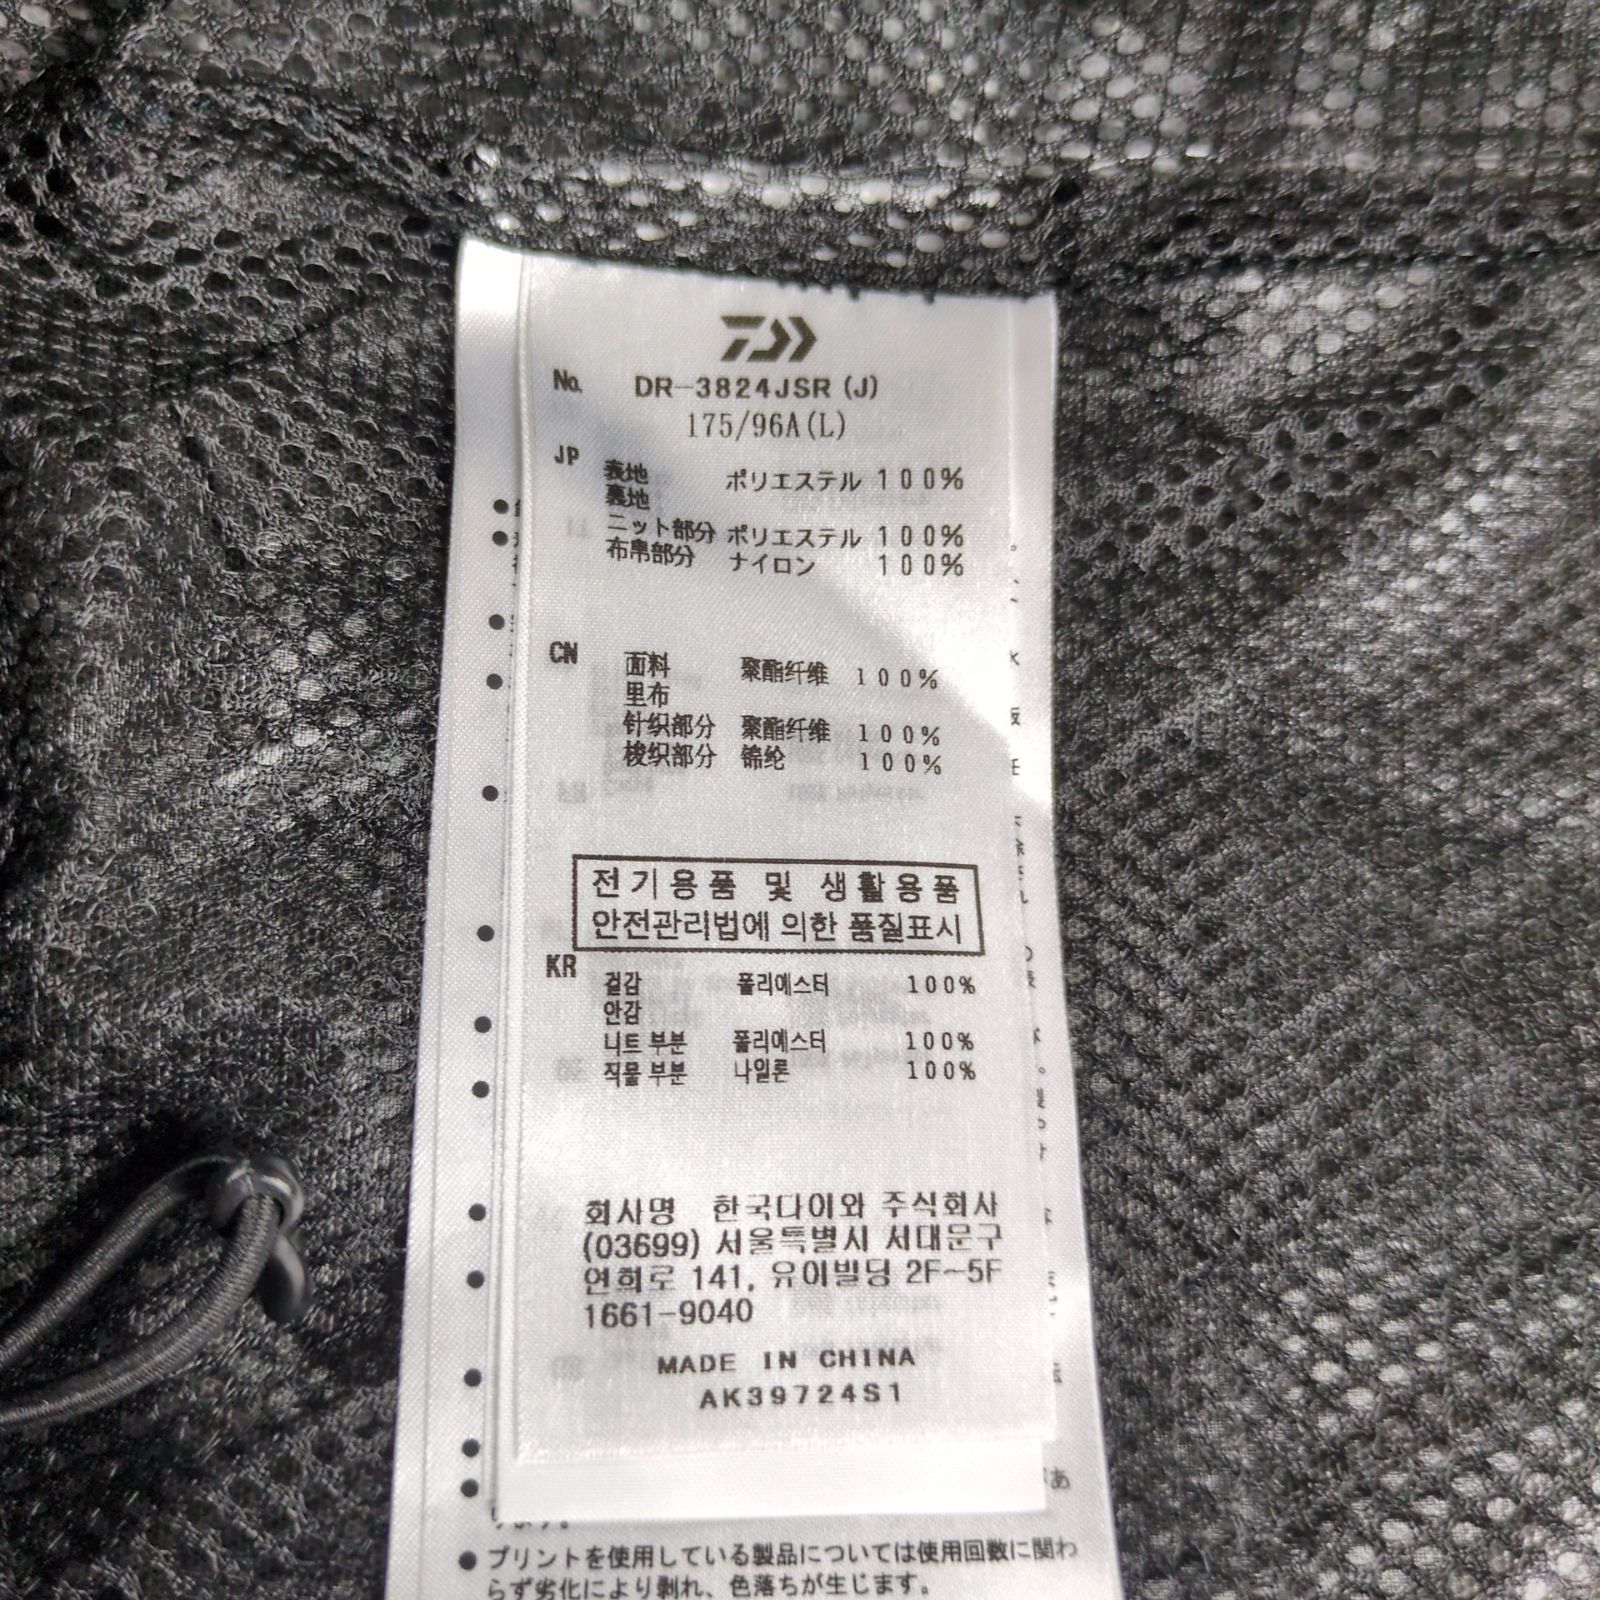 No. DR-3824JSR (J)
175/96A(L)
JP 表地 ポリエステル 100%
裏地
ニット部分 ポリエステル 100%
布帛部分 ナイロン 100%
CN 面料 聚酯纤维 100%
里布
针织部分 聚酯纤维 100%
梭织部分 锦纶 100%
전기용품 및 생활용품
안전관리법에 의한 품질표시
KR 겉감 폴리에스터 100%
안감
니트 부분 폴리에스터 100%
직물 부분 나일론 100%
회사명 한국다이와 주식회사
(03699) 서울특별시 서대문구
연희로 141, 유이빌딩 2F~5F
1661-9040
MADE IN CHINA
AK39724S1
●プリントを使用している製品については使用回数に関わ
らず劣化により剥れ、色落ちが生じます。